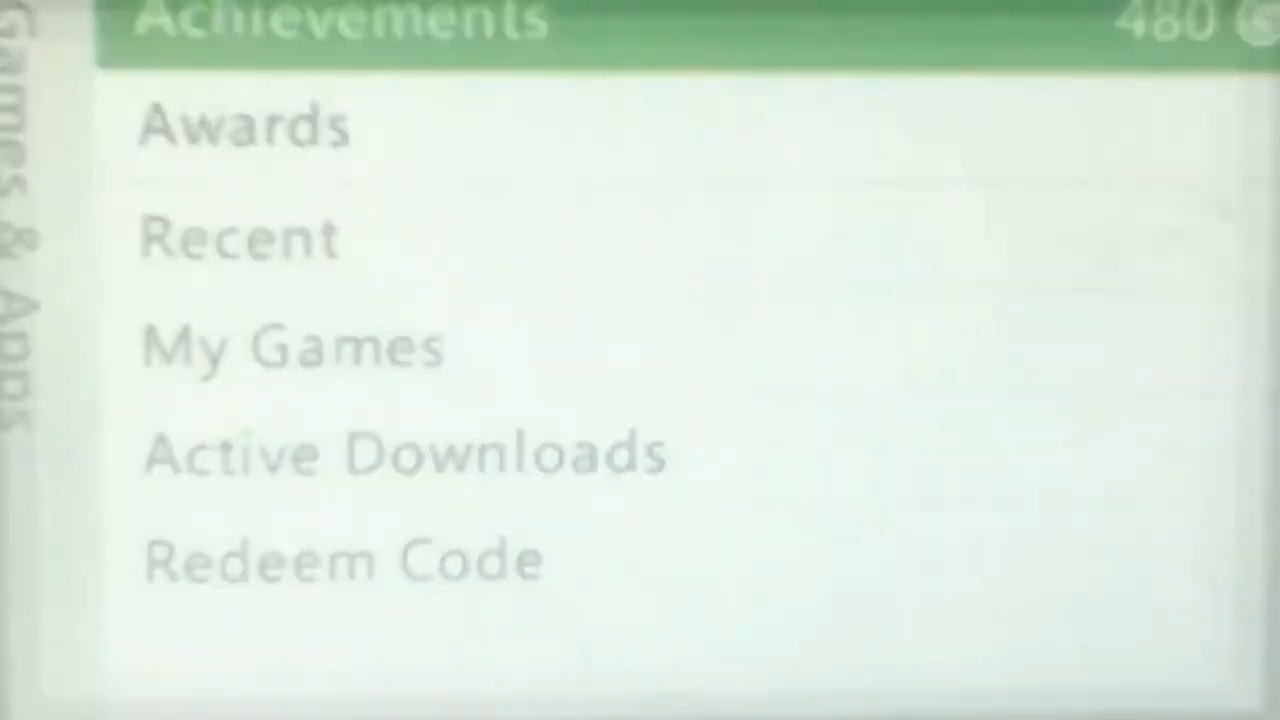 Achievements 480
Awards
Recent
My Games
Active Downloads
Redeem Code
Games & Apps